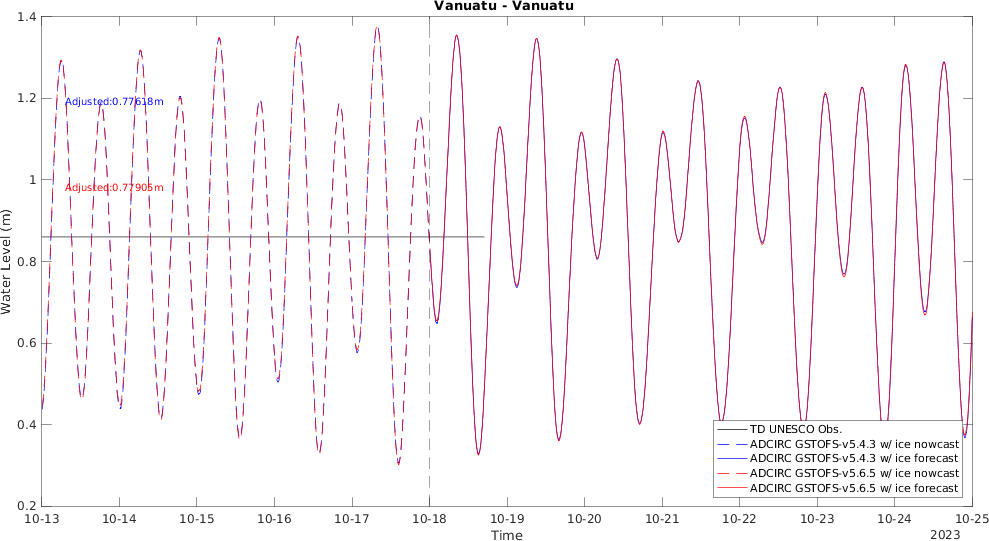 Vanuatu - Vanuatu
1.4
1.2
1
0.8
0.6
0.4
0.2
Water Level (m)
Adjusted:0.77618m
Adjusted:0.77905m
TD UNESCO Obs.
ADCIRC GSTOFS-v5.4.3 w/ ice nowcast
ADCIRC GSTOFS-v5.4.3 w/ ice forecast
ADCIRC GSTOFS-v5.6.5 w/ ice nowcast
ADCIRC GSTOFS-v5.6.5 w/ ice forecast
10-13 10-14 10-15 10-16 10-17 10-18 10-19 10-20 10-21 10-22 10-23 10-24 10-25
Time
2023